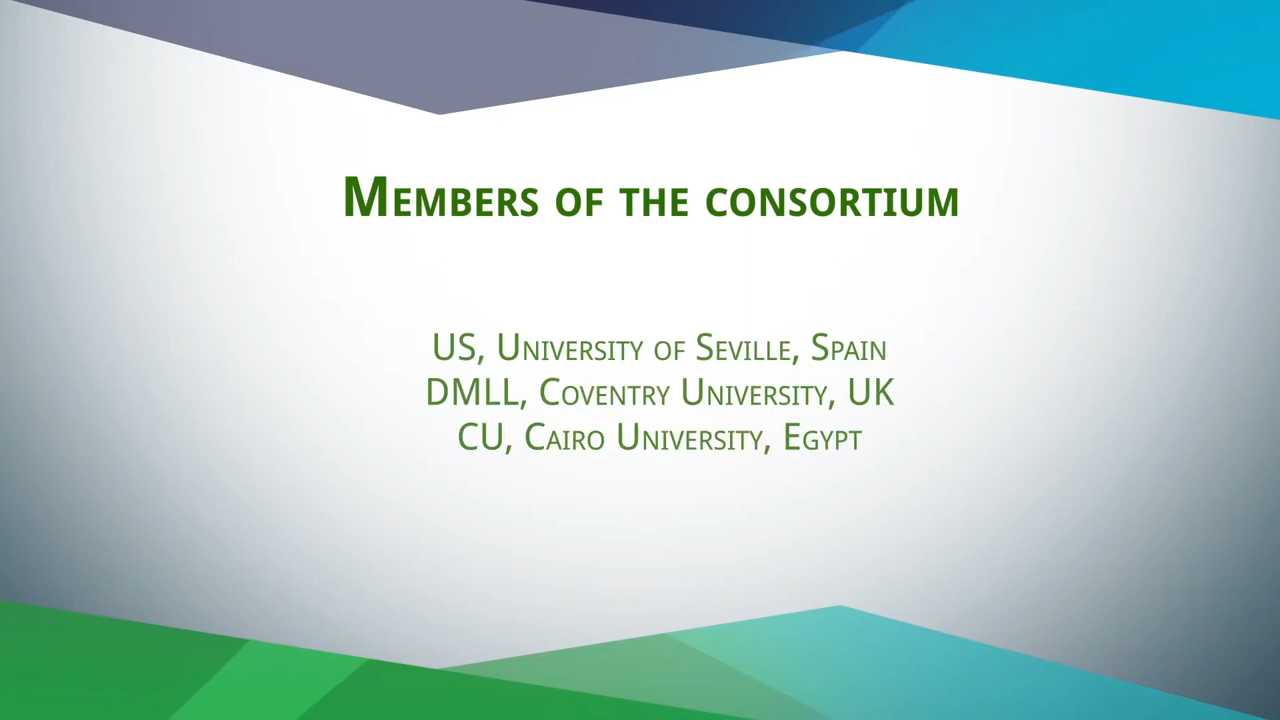 Members of the consortium
US, University of Seville, Spain
DMLL, Coventry University, UK
CU, Cairo University, Egypt